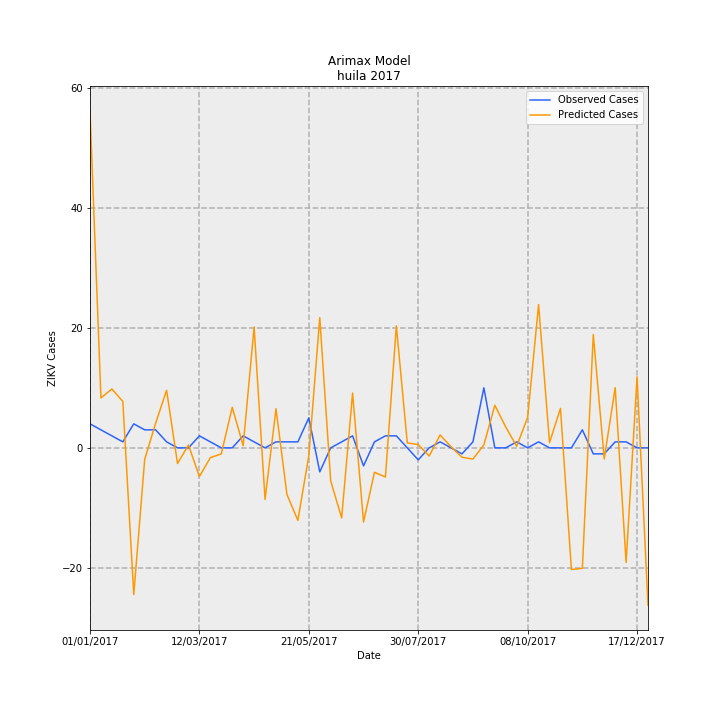 Arimax Model
huila 2017
Observed Cases
Predicted Cases
60
40
20
0
−20
ZIKV Cases
01/01/2017
12/03/2017
21/05/2017
30/07/2017
08/10/2017
17/12/2017
Date